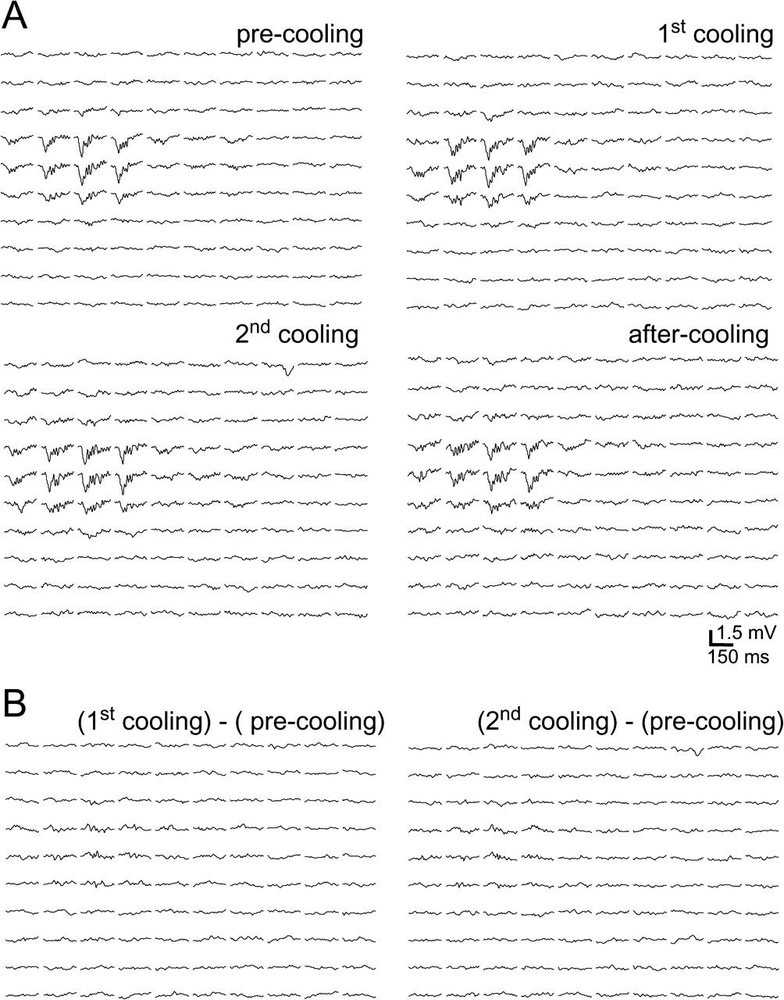 A
pre-cooling
1st cooling
2nd cooling
after-cooling
1.5 mV
150 ms
B
(1st cooling) - ( pre-cooling)
(2nd cooling) - (pre-cooling)